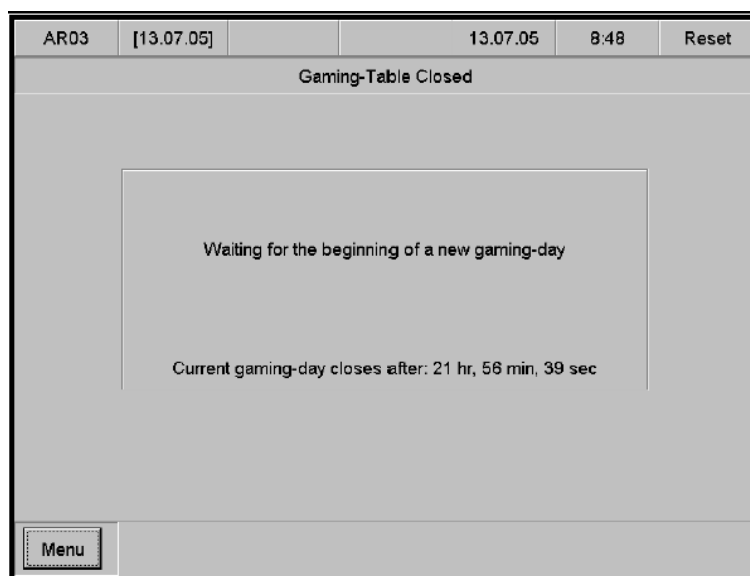 AR03 [13.07.05] 13.07.05 8:48 Reset
Gaming-Table Closed
Waiting for the beginning of a new gaming-day
Current gaming-day closes after: 21 hr, 56 min, 39 sec
Menu